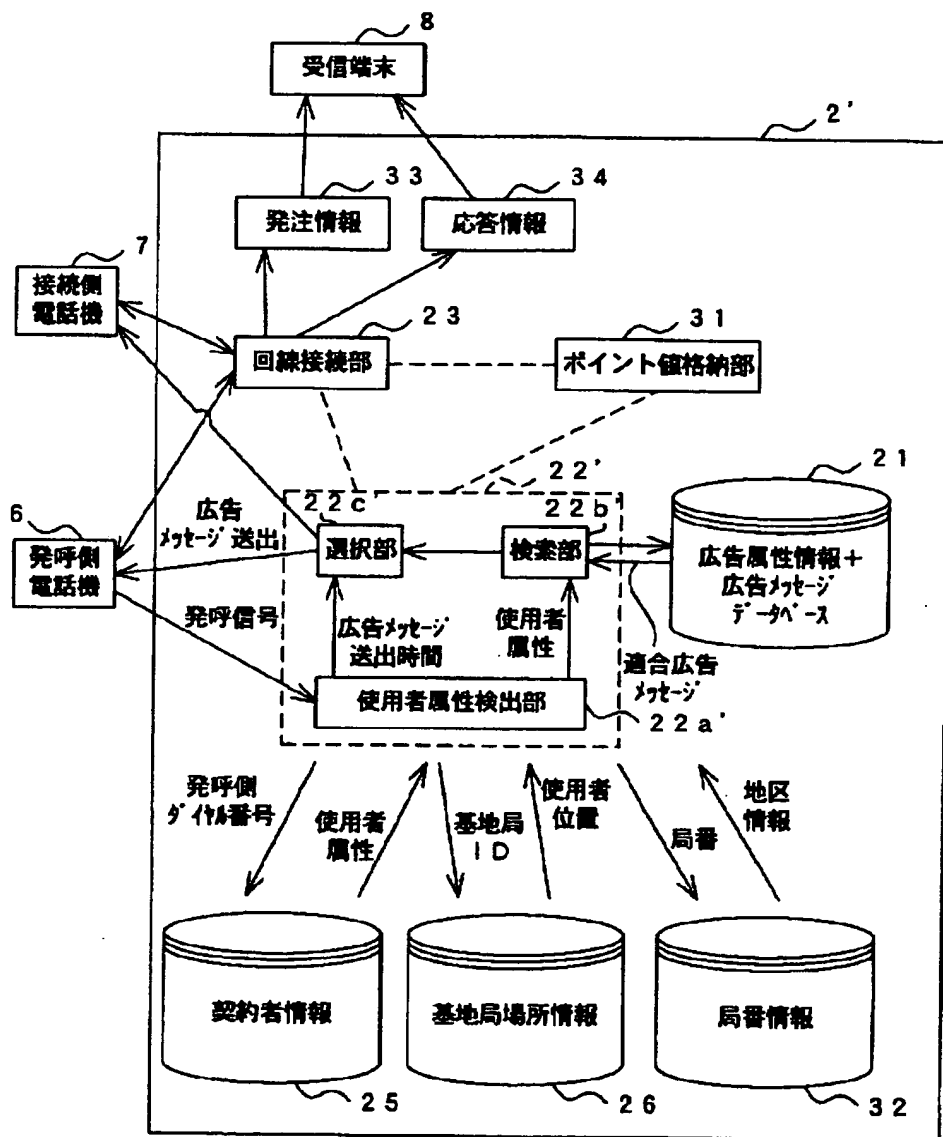 8
受信端末
2'
33
34
発注情報
応答情報
7
接続側
電話機
23
31
回線接続部
ポイント値格納部
22'
21
22c
22b
6
広告
メッセージ送出
選択部
検索部
発呼側
電話機
広告属性情報+
広告メッセージ
データベース
発呼信号
広告メッセージ
送出時間
使用者
属性
適合広告
メッセージ
使用者属性検出部
22a'
発呼側
ダイヤル番号
使用者
属性
基地局
ID
使用者
位置
局番
地区
情報
契約者情報
基地局場所情報
局番情報
25
26
32